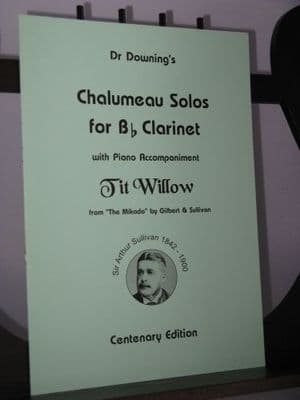 Dr Downing's
Chalumeau Solos
for B♭ Clarinet
with Piano Accompaniment
Tit Willow
from "The Mikado" by Gilbert & Sullivan
Sir Arthur Sullivan 1842 - 1900
Centenary Edition